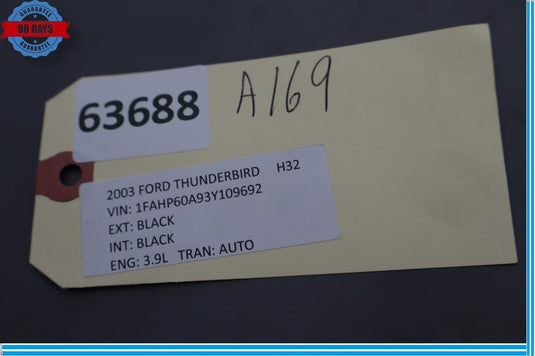 GUARANTEE
90 DAYS
GUARANTEE
63688
A169
2003 FORD THUNDERBIRD H32
VIN: 1FAHP60A93Y109692
EXT: BLACK
INT: BLACK
ENG: 3.9L TRAN: AUTO